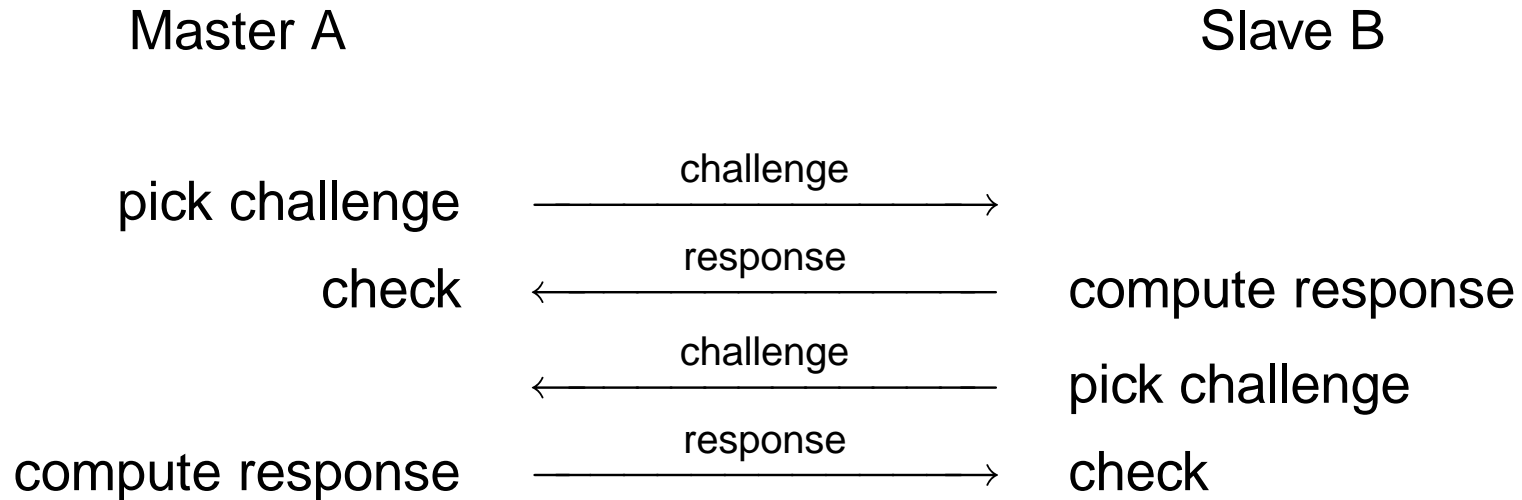 Master A Slave B
challenge
pick challenge
response
check compute response
challenge
pick challenge
response
compute response check